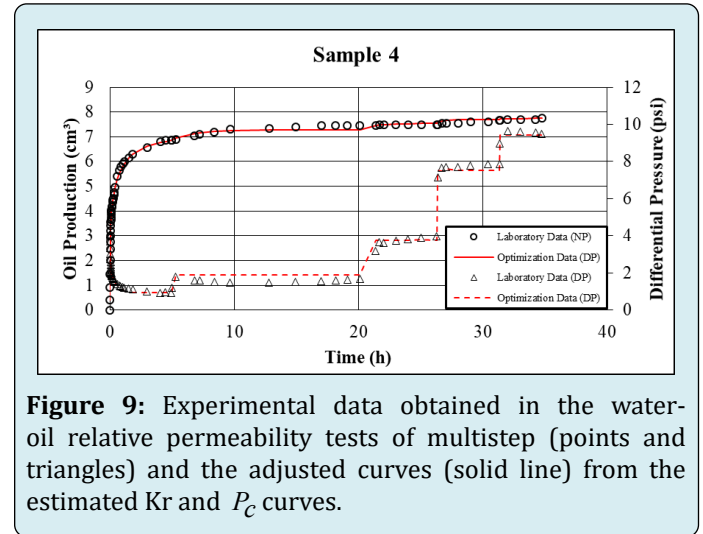 Sample 4
9
8
7
6
5
4
3
2
1
0
Oil Production (cm³)
12
10
8
6
4
2
0
Differential Pressure (psi)
0 10 20 30 40
Time (h)
Laboratory Data (NP)
Optimization Data (DP)
Laboratory Data (DP)
Optimization Data (DP)
Figure 9: Experimental data obtained in the water-
oil relative permeability tests of multistep (points and
triangles) and the adjusted curves (solid line) from the
estimated Kr and P_C curves.